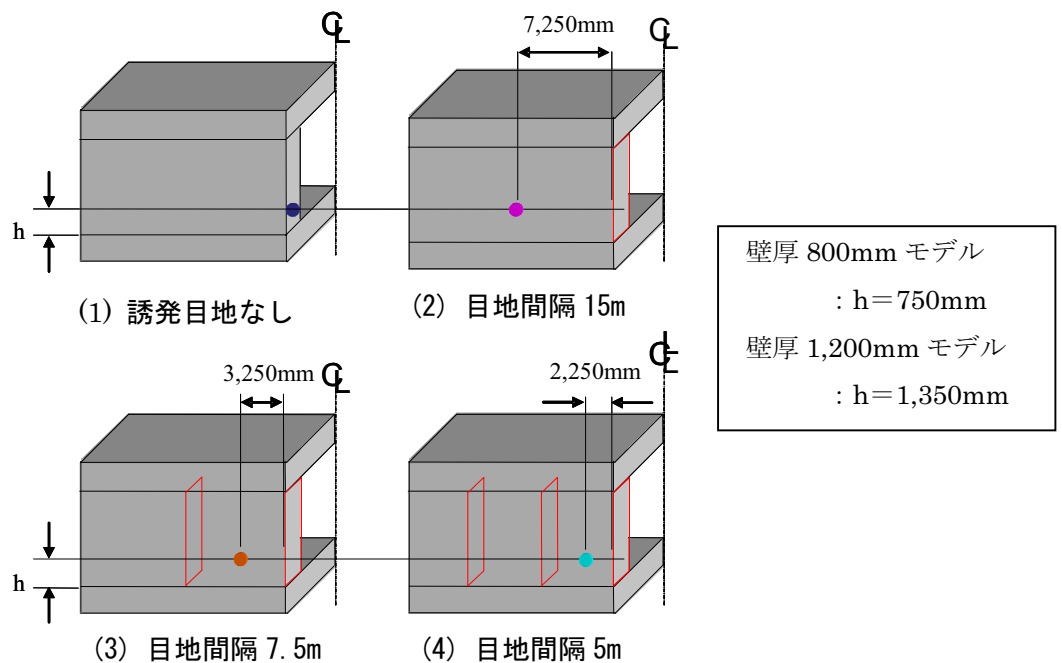 ℄
7,250mm
℄
h
(1) 誘発目地なし
(2) 目地間隔 15m
壁厚 800mm モデル
: h=750mm
壁厚 1,200mm モデル
: h=1,350mm
3,250mm
℄
2,250mm
℄
h
(3) 目地間隔 7.5m
(4) 目地間隔 5m